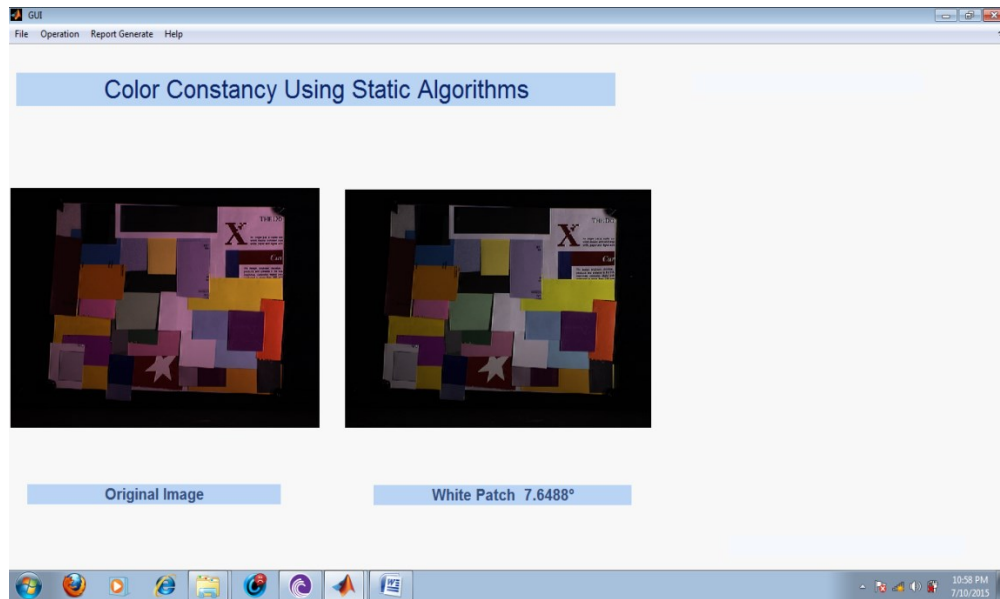 GUI
File Operation Report Generate Help
Color Constancy Using Static Algorithms
X
X
Original Image
White Patch 7.6488°
10:58 PM
7/10/2015